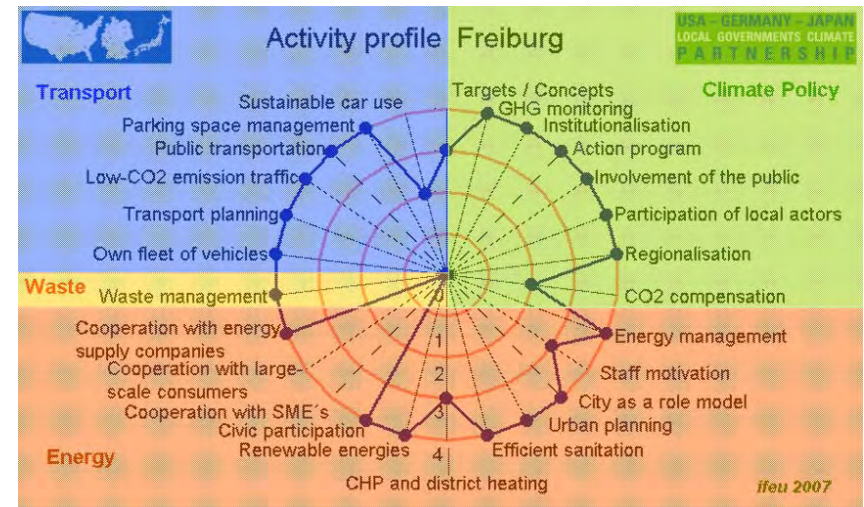 Activity profile Freiburg
USA - GERMANY - JAPAN
LOCAL GOVERNMENTS CLIMATE
PARTNERSHIP
Transport
Climate Policy
Sustainable car use
Parking space management
Public transportation
Low-CO2 emission traffic
Transport planning
Own fleet of vehicles
Targets / Concepts
GHG monitoring
Institutionalisation
Action program
Involvement of the public
Participation of local actors
Regionalisation
CO2 compensation
Waste
Waste management
Cooperation with energy
supply companies
Cooperation with large-
scale consumers
Cooperation with SME´s
Civic participation
Renewable energies
CHP and district heating
Energy management
Staff motivation
City as a role model
Urban planning
Efficient sanitation
0
1
2
3
4
Energy
ifeu 2007